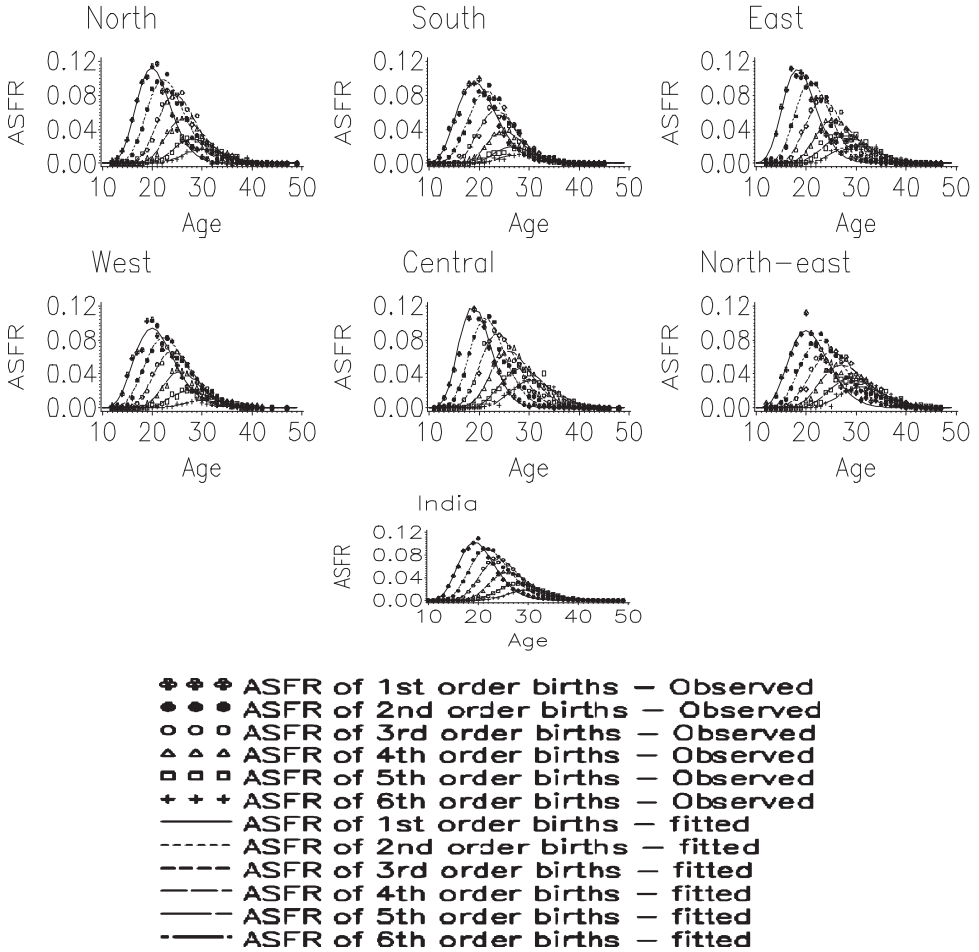 North South East
0.12 0.12 0.12
0.08 0.08 0.08
0.04 0.04 0.04
0.00 0.00 0.00
ASFR ASFR ASFR
10 20 30 40 50 10 20 30 40 50 10 20 30 40 50
Age Age Age
West Central North-east
0.12 0.12 0.12
0.08 0.08 0.08
0.04 0.04 0.04
0.00 0.00 0.00
ASFR ASFR ASFR
10 20 30 40 50 10 20 30 40 50 10 20 30 40 50
Age Age Age
India
0.12
0.08
0.04
0.00
ASFR
10 20 30 40 50
Age
ASFR of 1st order births — Observed
ASFR of 2nd order births — Observed
ASFR of 3rd order births — Observed
ASFR of 4th order births — Observed
ASFR of 5th order births — Observed
ASFR of 6th order births — Observed
ASFR of 1st order births — fitted
ASFR of 2nd order births — fitted
ASFR of 3rd order births — fitted
ASFR of 4th order births — fitted
ASFR of 5th order births — fitted
ASFR of 6th order births — fitted